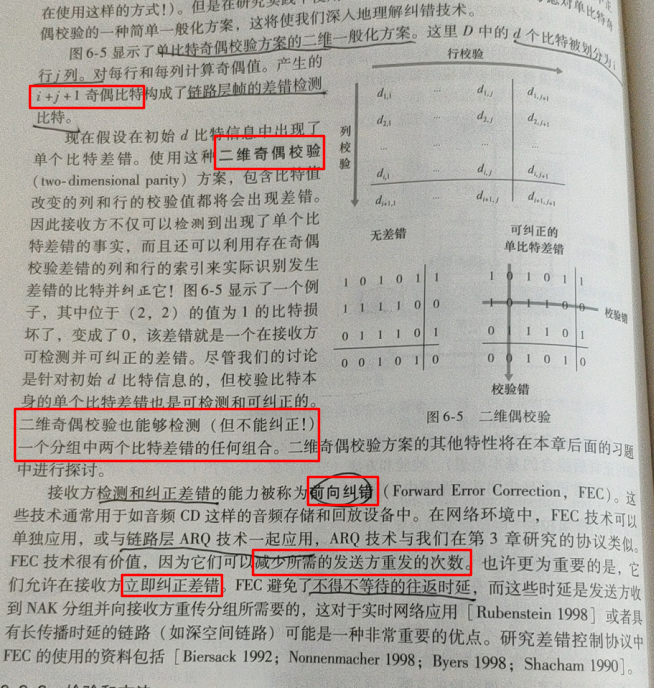 在使用这样的方式!)。但是在研究实践
对单比特奇
偶校验的一种简单一般化方案,这将使我们深入地理解纠错技术。
图 6-5 显示了单比特奇偶校验方案的二维一般化方案。这里 D 中的 d 个比特被划分为 i
行 j 列。对每行和每列计算奇偶值。产生的
i+j+1 奇偶比特构成了链路层帧的差错检测
比特。
现在假设在初始 d 比特信息中出现了
单个比特差错。使用这种二维奇偶校验
(two-dimensional parity) 方案,包含比特值
改变的列和行的校验值都将会出现差错。
因此接收方不仅可以检测到出现了单个比
特差错的事实,而且还可以利用存在奇偶
校验差错的列和行的索引来实际识别发生
差错的比特并纠正它!图 6-5 显示了一个例
子,其中位于 (2, 2) 的值为 1 的比特损
坏了,变成了 0,该差错就是一个在接收方
可检测并可纠正的差错。尽管我们的讨论
是针对初始 d 比特信息的,但校验比特本
身的单个比特差错也是可检测和可纠正的。
二维奇偶校验也能够检测(但不能纠正!)
行校验
列校验
d1,1 … d1,j d1,j+1
d2,1 … d2,j d2,j+1
… … … …
di,1 … di,j di,j+1
di+1,1 … di+1,j di+1,j+1
无差错
1 0 1 0 1 1
1 1 1 1 0 0
0 1 1 1 0 1
0 0 1 0 1 0
可纠正的
单比特差错
1 0 1 0 1 1
1 0 1 1 0 0
校验错
0 1 1 1 0 1
0 0 1 0 1 0
校验错
图 6-5 二维偶校验
一个分组中两个比特差错的任何组合。二维奇偶校验方案的其他特性将在本章后面的习题
中进行探讨。
接收方检测和纠正差错的能力被称为前向纠错 (Forward Error Correction, FEC)。这
些技术通常用于如音频 CD 这样的音频存储和回放设备中。在网络环境中,FEC 技术可以
单独应用,或与链路层 ARQ 技术一起应用,ARQ 技术与我们在第 3 章研究的协议类似。
FEC 技术很有价值,因为它们可以减少所需的发送方重发的次数。也许更为重要的是,它
们允许在接收方立即纠正差错。FEC 避免了不得不等待的往返时延,而这些时延是发送方收
到 NAK 分组并向接收方重传分组所需要的,这对于实时网络应用 [Rubenstein 1998] 或者具
有长传播时延的链路(如深空间链路)可能是一种非常重要的优点。研究差错控制协议中
FEC 的使用的资料包括 [Biersack 1992; Nonnenmacher 1998; Byers 1998; Shacham 1990]。